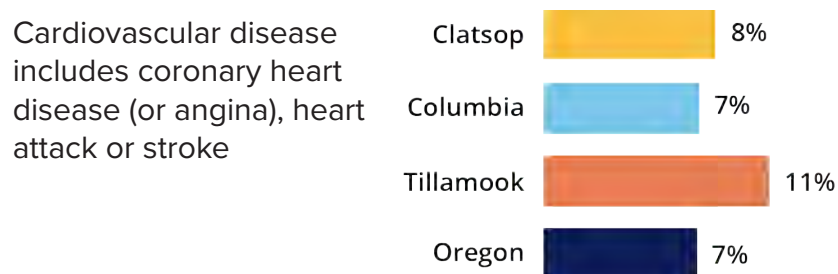 Cardiovascular disease
includes coronary heart
disease (or angina), heart
attack or stroke
Clatsop 8%
Columbia 7%
Tillamook 11%
Oregon 7%